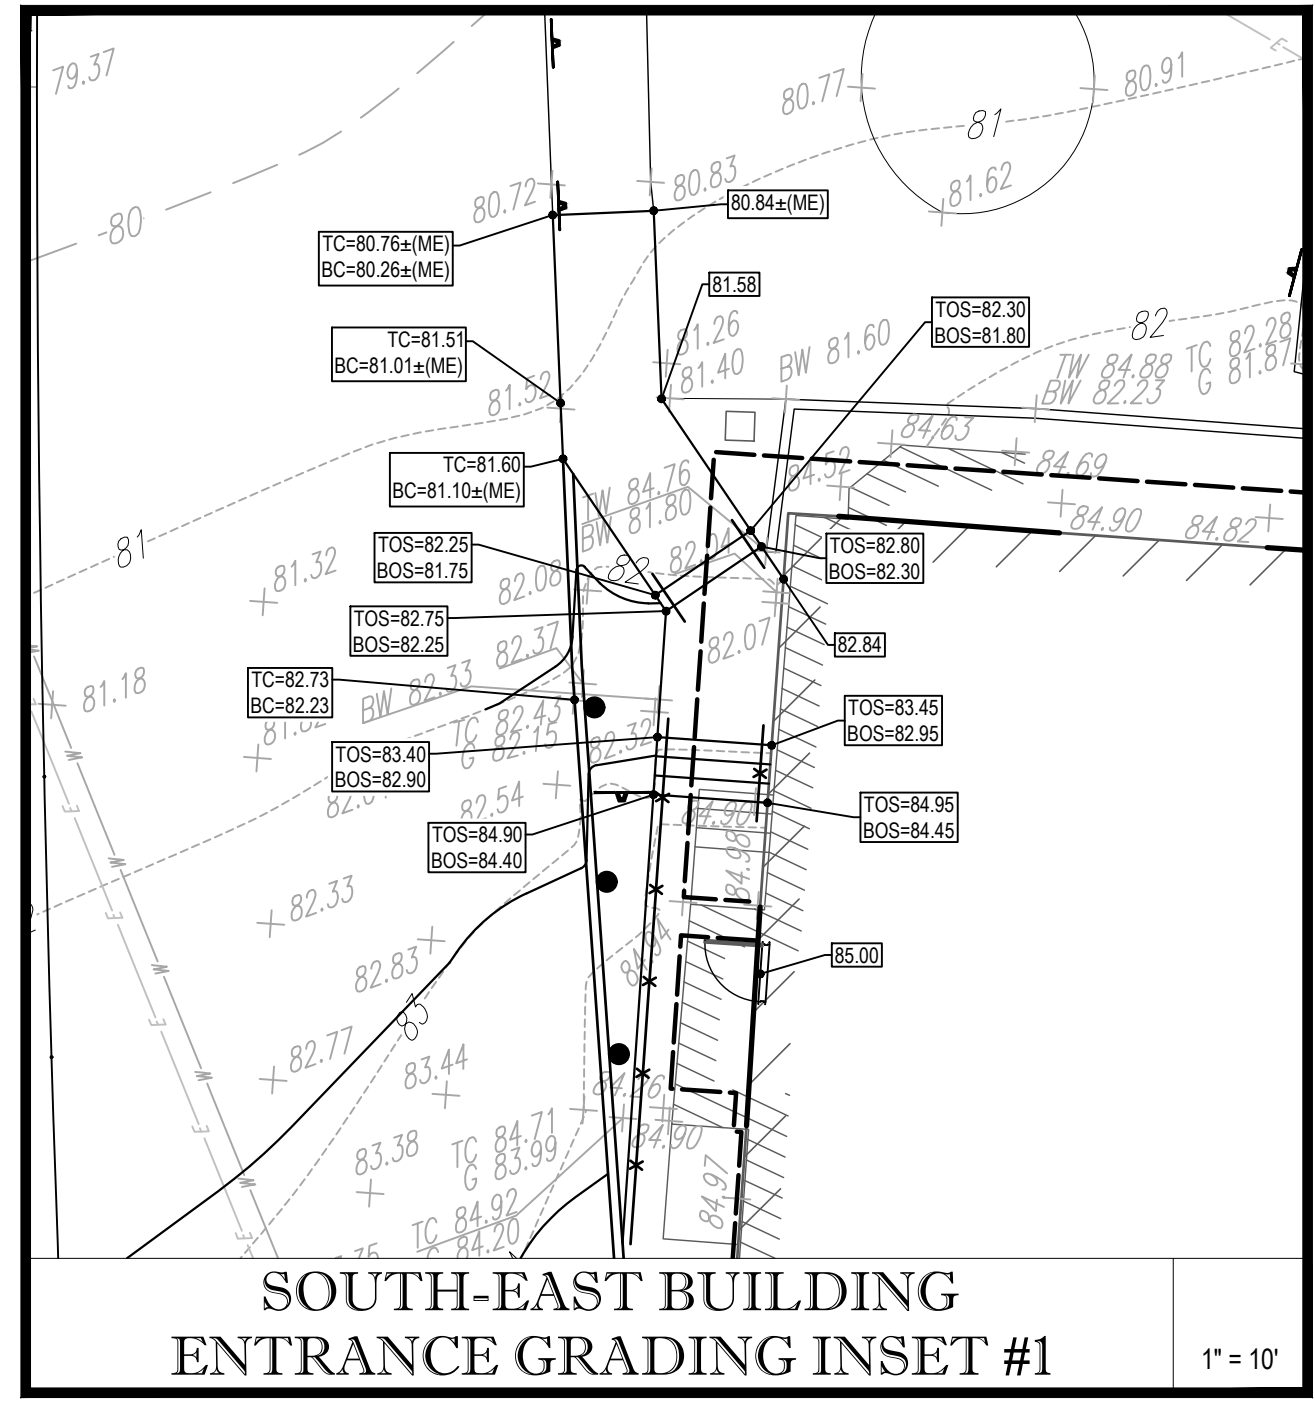 79.37
80.77
80.91
E
81
80.72
80.83
81.62
80.84±(ME)
-80
TC=80.76±(ME)
BC=80.26±(ME)
81.58
TOS=82.30
BOS=81.80
82
TC=81.51
BC=81.01±(ME)
81.26
81.40
BW 81.60
TW 84.88
BW 82.23
TC 82.28
G 81.87
81.52
84.63
84.69
TC=81.60
BC=81.10±(ME)
TW 84.76
BW 81.80
84.52
84.90
84.82
81
TOS=82.25
BOS=81.75
82.04
TOS=82.80
BOS=82.30
81.32
82.08
82
TOS=82.75
BOS=82.25
82.37
82.07
82.84
W
81.18
TC=82.73
BC=82.23
BW 82.33
TC 82.43
G 82.15
82.32
TOS=83.45
BOS=82.95
TOS=83.40
BOS=82.90
82.54
84.90
TOS=84.95
BOS=84.45
E
TOS=84.90
BOS=84.40
84.98
W
82.33
E
82.83
84.94
85.00
83
E
82.77
83.44
W
84.26
E
83.38
TC 84.71
G 83.99
84.90
W
84.97
TC 84.92
G 84.20
E
SOUTH-EAST BUILDING
ENTRANCE GRADING INSET #1
1" = 10'